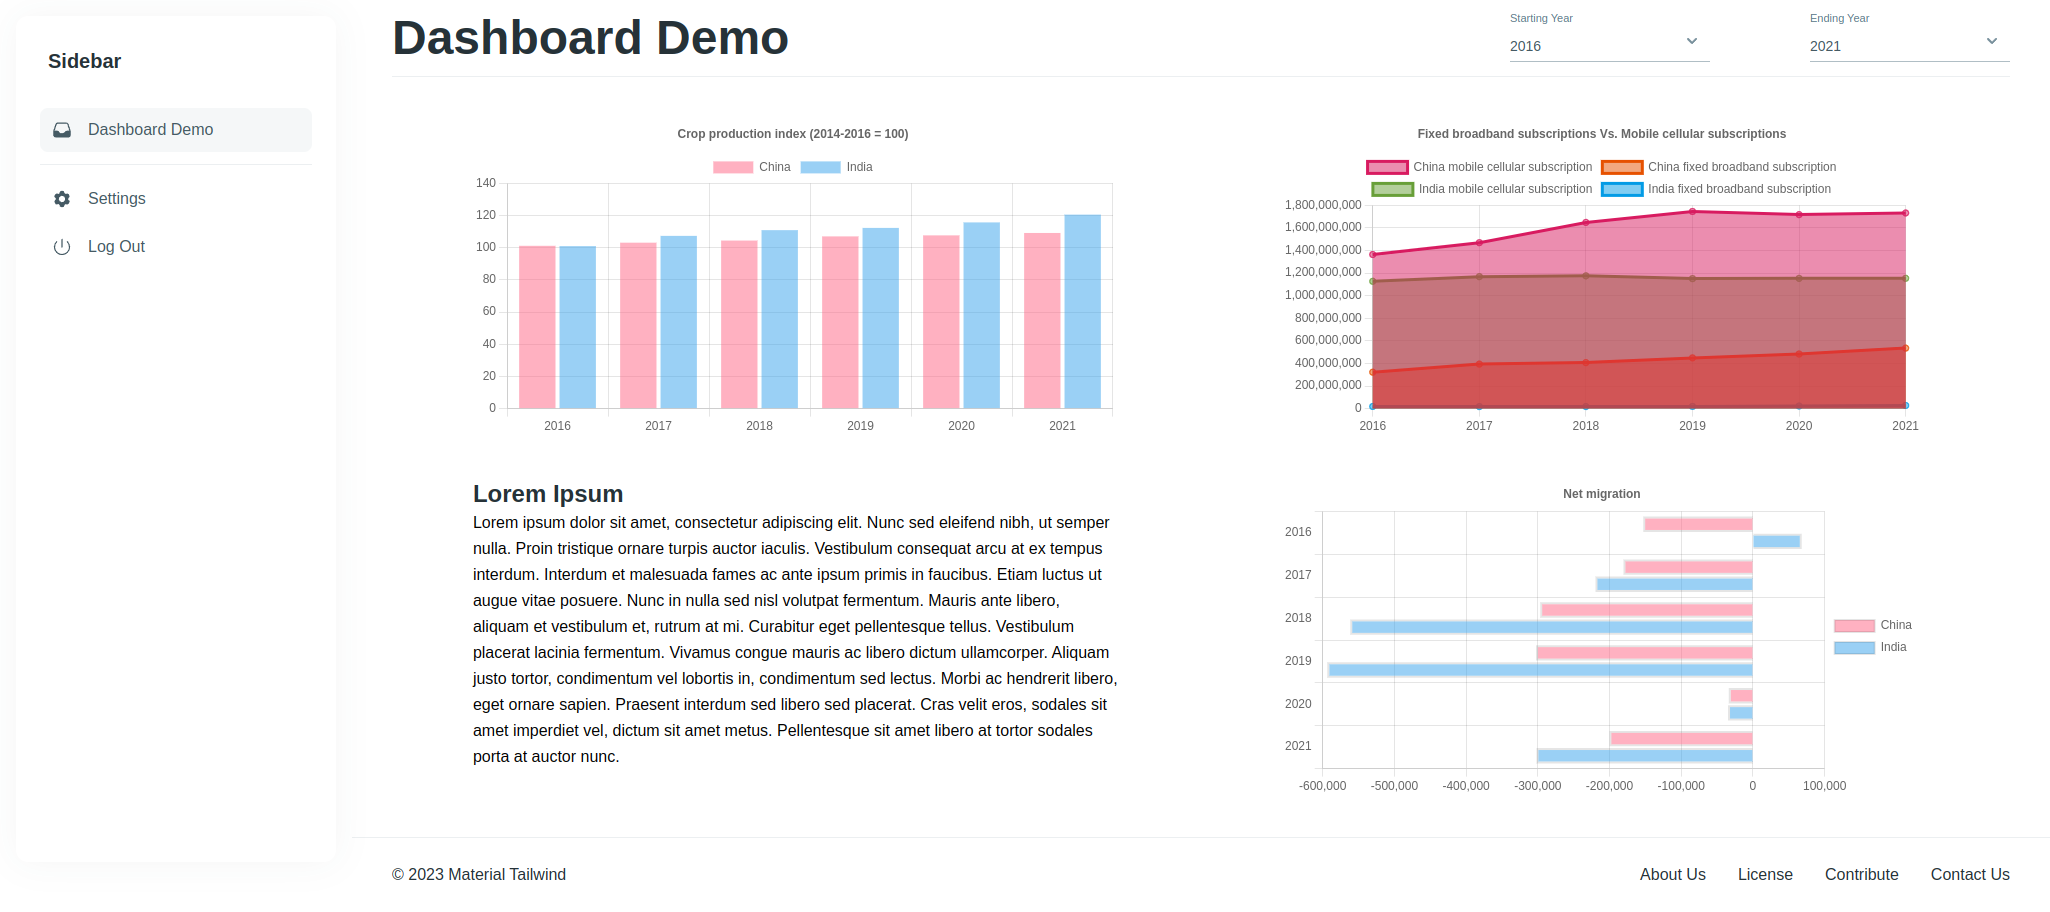 Sidebar
Dashboard Demo
Settings
Log Out
Dashboard Demo
Starting Year
2016
Ending Year
2021
Crop production index (2014-2016 = 100)
China India
140
120
100
80
60
40
20
0
2016 2017 2018 2019 2020 2021
Fixed broadband subscriptions Vs. Mobile cellular subscriptions
China mobile cellular subscription China fixed broadband subscription
India mobile cellular subscription India fixed broadband subscription
1,800,000,000
1,600,000,000
1,400,000,000
1,200,000,000
1,000,000,000
800,000,000
600,000,000
400,000,000
200,000,000
0
2016 2017 2018 2019 2020 2021
Lorem Ipsum
Lorem ipsum dolor sit amet, consectetur adipiscing elit. Nunc sed eleifend nibh, ut semper
nulla. Proin tristique ornare turpis auctor iaculis. Vestibulum consequat arcu at ex tempus
interdum. Interdum et malesuada fames ac ante ipsum primis in faucibus. Etiam luctus ut
augue vitae posuere. Nunc in nulla sed nisl volutpat fermentum. Mauris ante libero,
aliquam et vestibulum et, rutrum at mi. Curabitur eget pellentesque tellus. Vestibulum
placerat lacinia fermentum. Vivamus congue mauris ac libero dictum ullamcorper. Aliquam
justo tortor, condimentum vel lobortis in, condimentum sed lectus. Morbi ac hendrerit libero,
eget ornare sapien. Praesent interdum sed libero sed placerat. Cras velit eros, sodales sit
amet imperdiet vel, dictum sit amet metus. Pellentesque sit amet libero at tortor sodales
porta at auctor nunc.
Net migration
2016
2017
2018
2019
2020
2021
China
India
-600,000 -500,000 -400,000 -300,000 -200,000 -100,000 0 100,000
© 2023 Material Tailwind
About Us License Contribute Contact Us